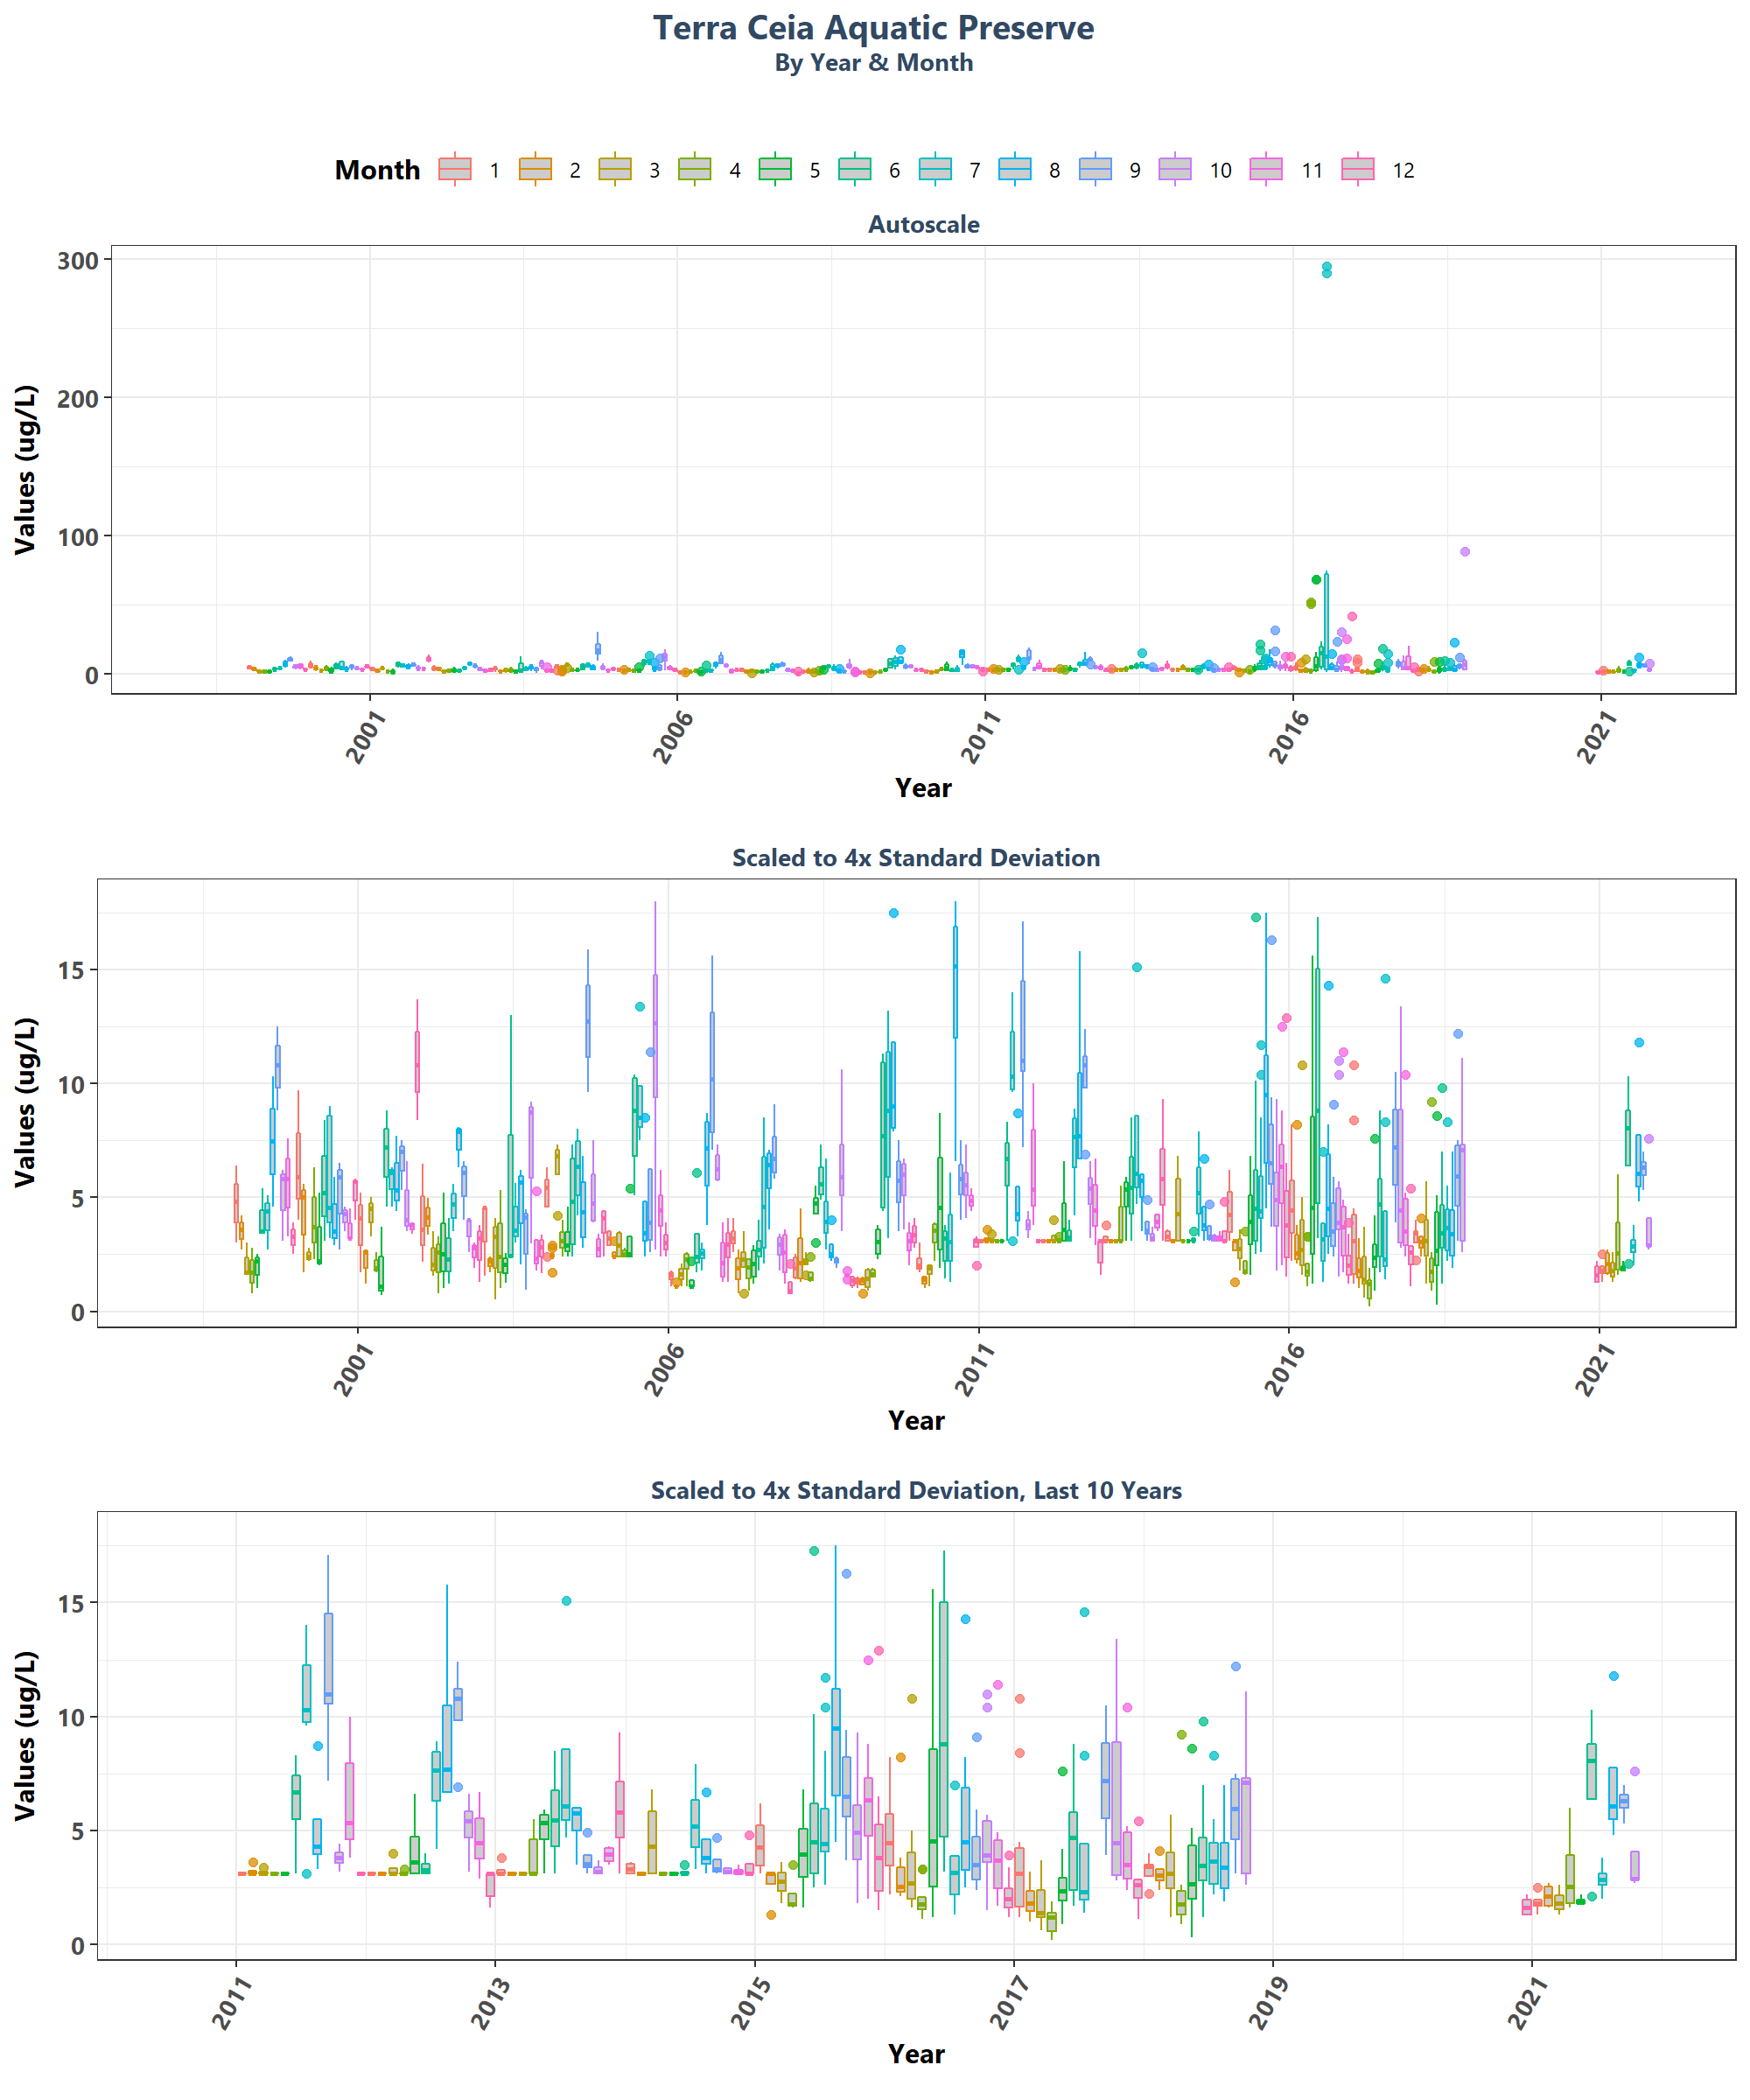 Terra Ceia Aquatic Preserve
By Year & Month
Month 1 2 3 4 5 6 7 8 9 10 11 12
Autoscale
Values (ug/L)
300
200
100
0
2001 2006 2011 2016 2021
Year
Scaled to 4x Standard Deviation
Values (ug/L)
15
10
5
0
2001 2006 2011 2016 2021
Year
Scaled to 4x Standard Deviation, Last 10 Years
Values (ug/L)
15
10
5
0
2011 2013 2015 2017 2019 2021
Year